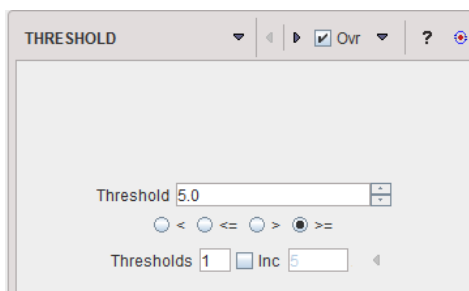 THRESHOLD Ovr ?
Threshold 5.0
< <= > >=
Thresholds 1 Inc 5